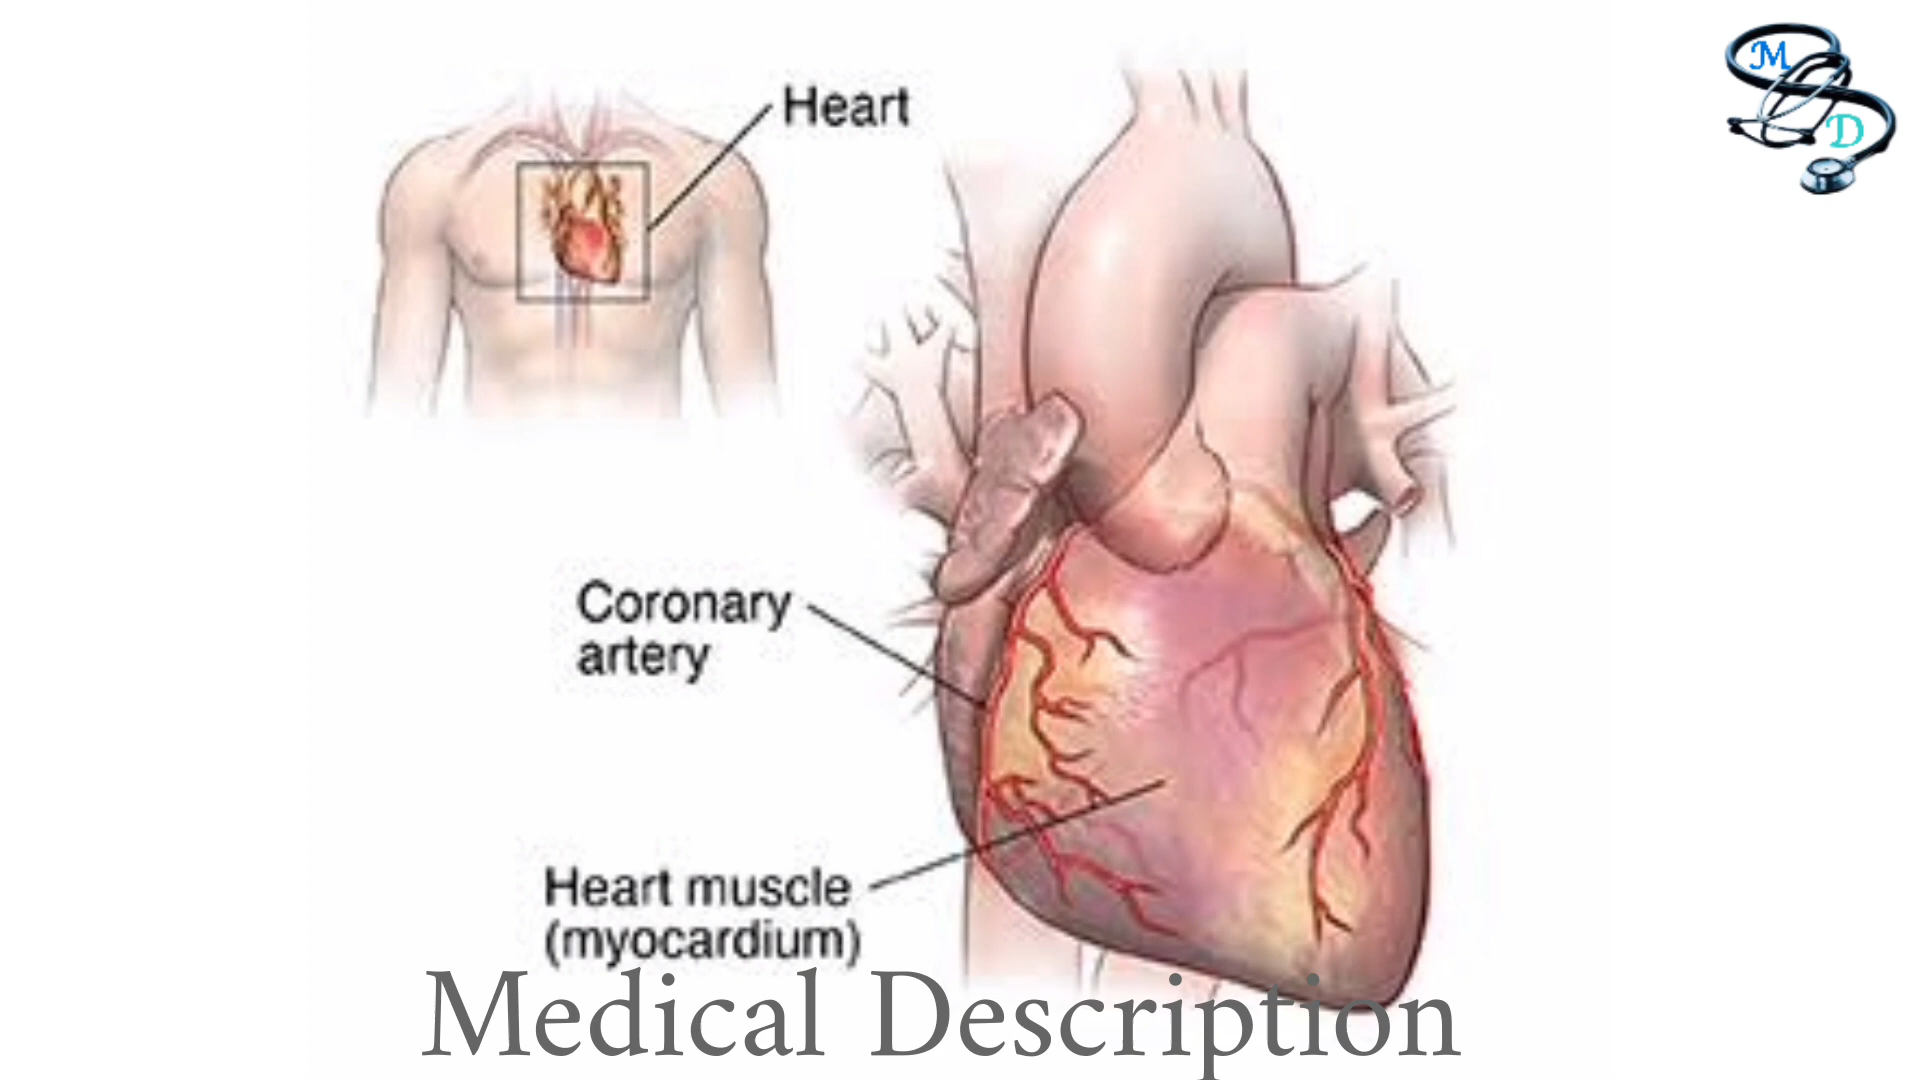 M
D
Heart
Coronary
artery
Heart muscle
(myocardium)
Medical Description